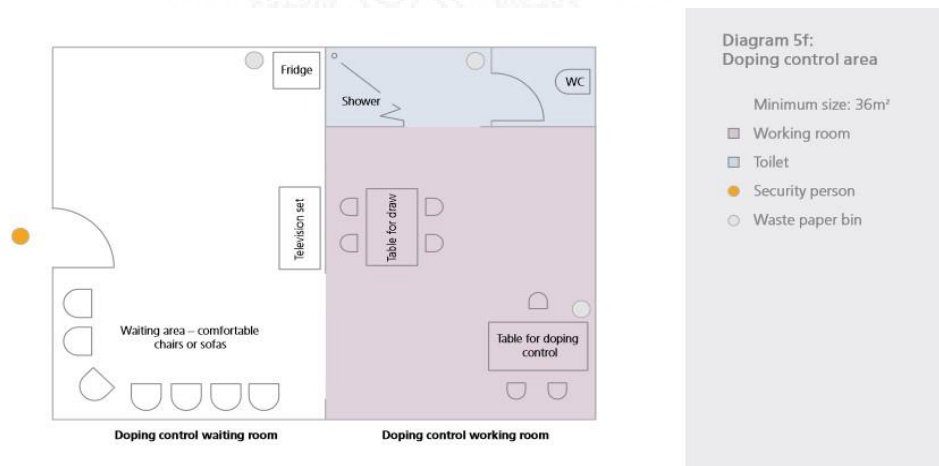 Fridge
Shower
WC
Television set
Table for draw
Waiting area – comfortable
chairs or sofas
Table for doping
control
Doping control waiting room
Doping control working room
Diagram 5f:
Doping control area
Minimum size: 36m²
Working room
Toilet
Security person
Waste paper bin